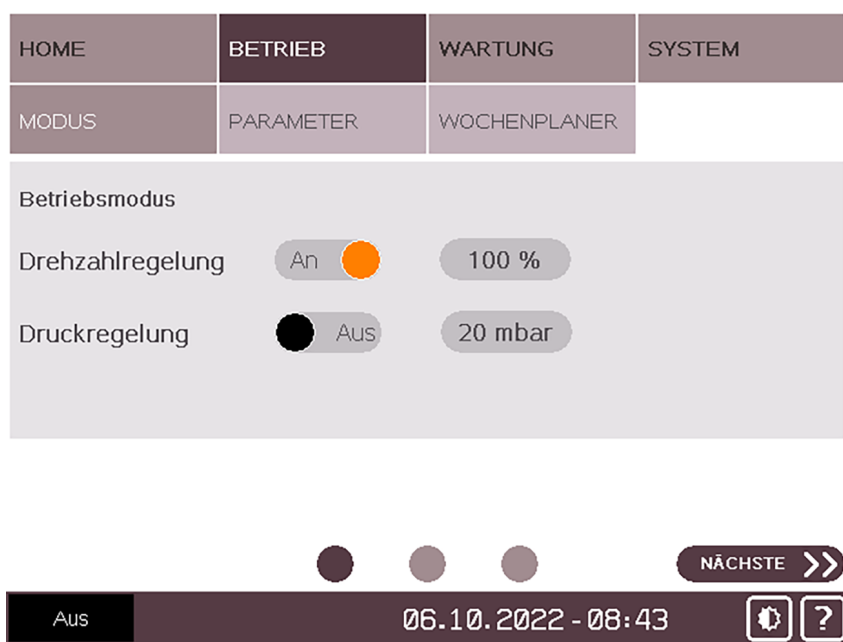 HOME BETRIEB WARTUNG SYSTEM
MODUS PARAMETER WOCHENPLANER
Betriebsmodus
Drehzahlregelung An 100 %
Druckregelung Aus 20 mbar
NÄCHSTE
Aus 06.10.2022 - 08:43 ?